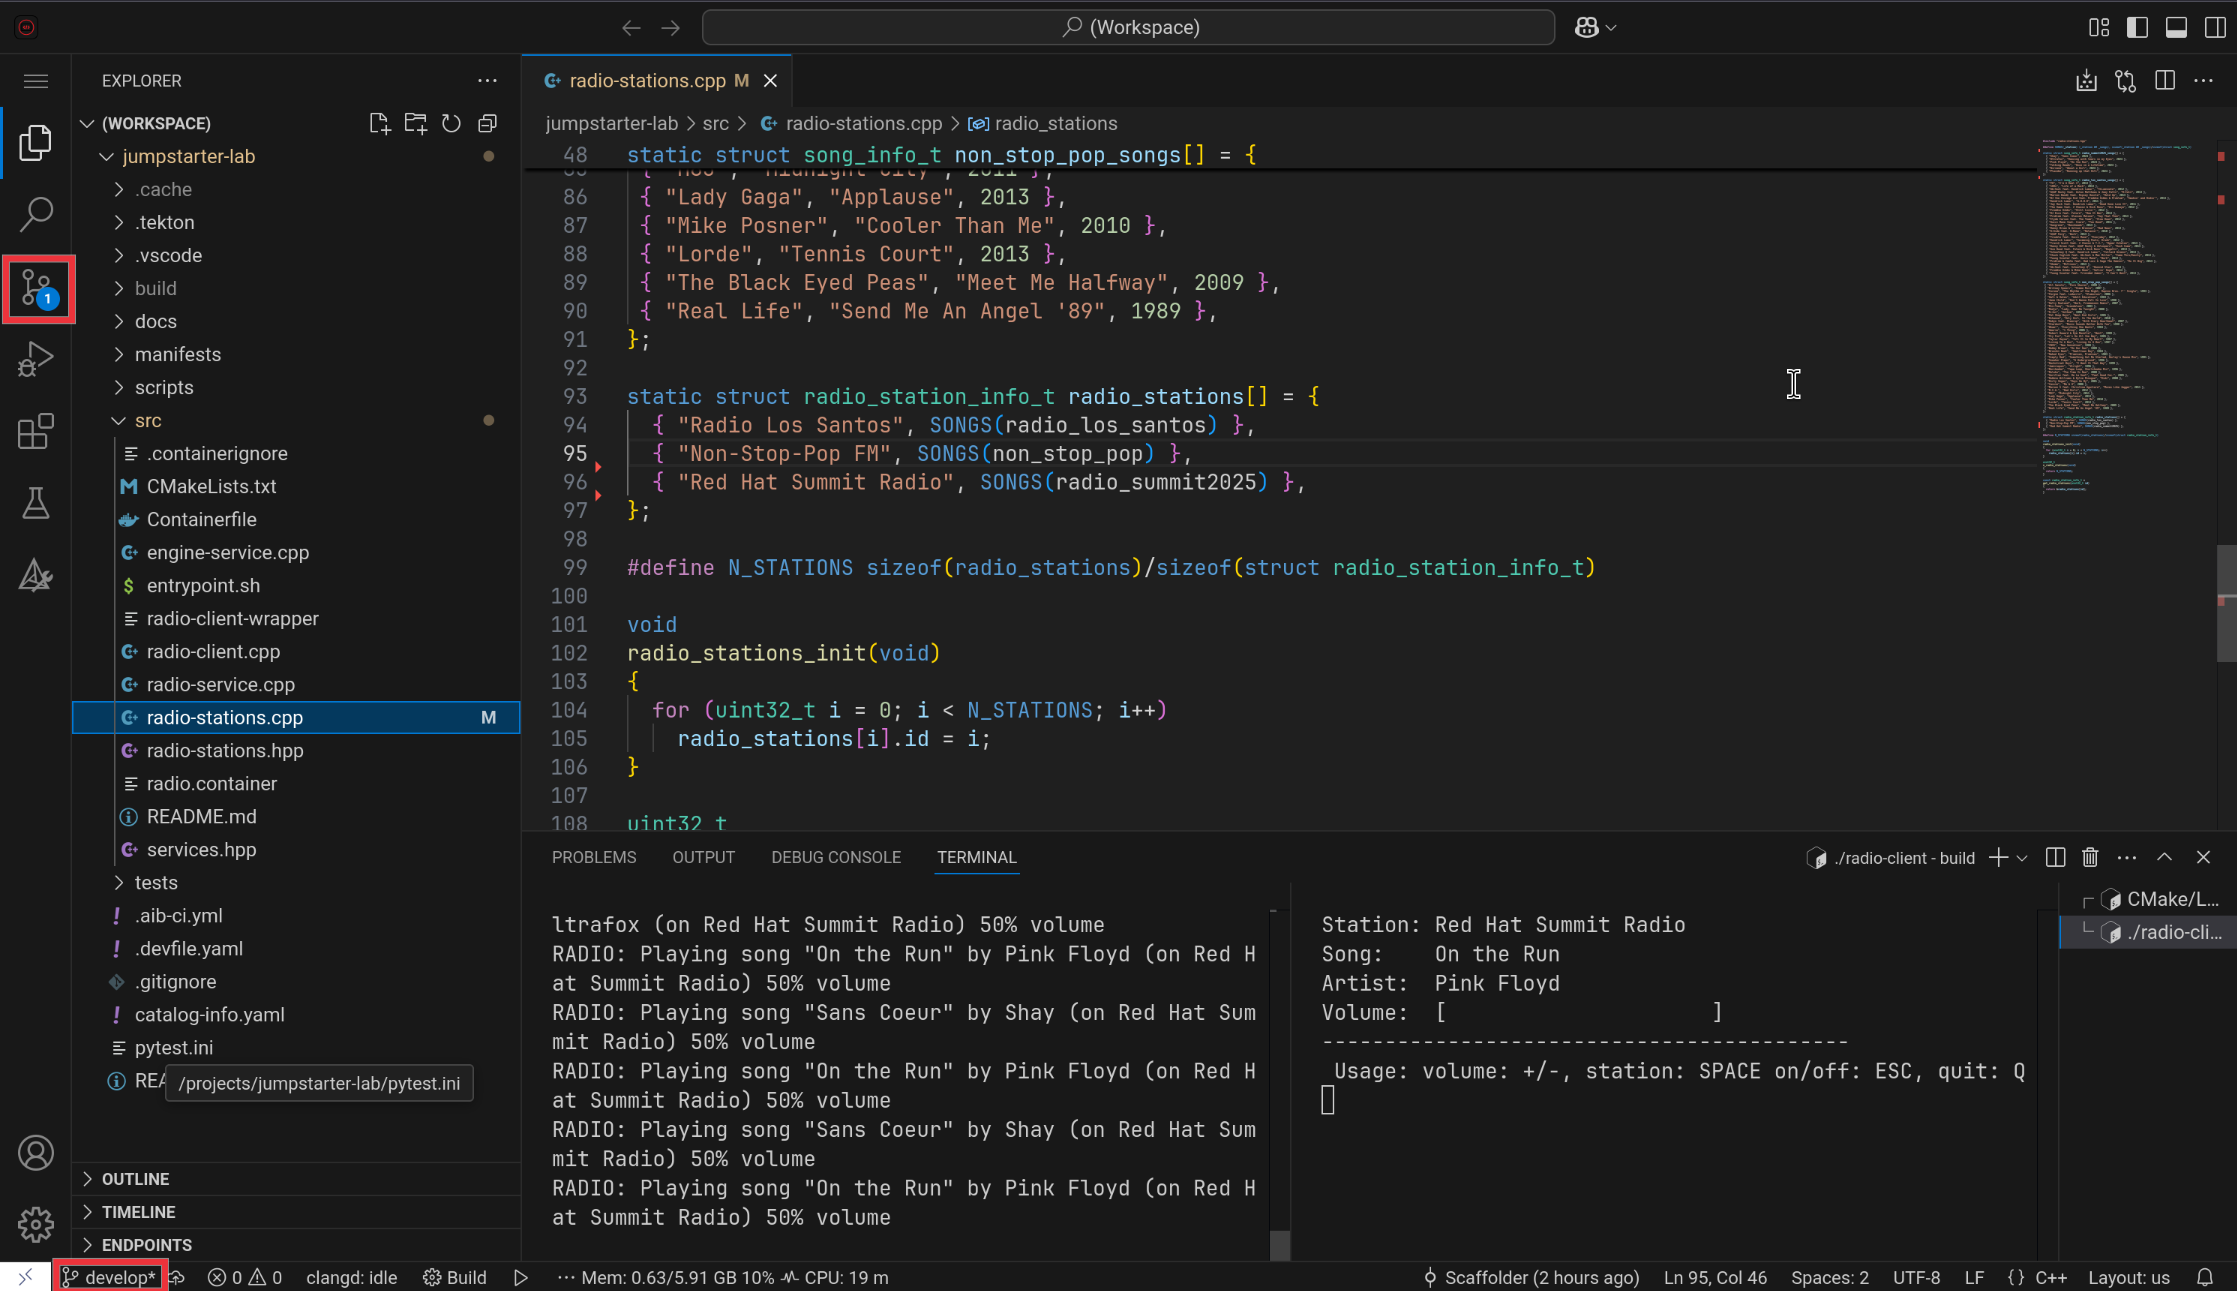 (Workspace)
EXPLORER
(WORKSPACE)
jumpstarter-lab
.cache
.tekton
.vscode
build
docs
manifests
scripts
src
.containerignore
CMakeLists.txt
Containerfile
engine-service.cpp
$ entrypoint.sh
radio-client-wrapper
radio-client.cpp
radio-service.cpp
radio-stations.cpp M
radio-stations.hpp
radio.container
README.md
services.hpp
tests
! .aib-ci.yml
! .devfile.yaml
.gitignore
! catalog-info.yaml
pytest.ini
REA
/projects/jumpstarter-lab/pytest.ini
OUTLINE
TIMELINE
ENDPOINTS
1
radio-stations.cpp M
jumpstarter-lab > src > radio-stations.cpp > radio_stations
48 static struct song_info_t non_stop_pop_songs[] = {
86 { "Lady Gaga", "Applause", 2013 },
87 { "Mike Posner", "Cooler Than Me", 2010 },
88 { "Lorde", "Tennis Court", 2013 },
89 { "The Black Eyed Peas", "Meet Me Halfway", 2009 },
90 { "Real Life", "Send Me An Angel '89", 1989 },
91 };
92
93 static struct radio_station_info_t radio_stations[] = {
94 { "Radio Los Santos", SONGS(radio_los_santos) },
95 { "Non-Stop-Pop FM", SONGS(non_stop_pop) },
96 { "Red Hat Summit Radio", SONGS(radio_summit2025) },
97 };
98
99 #define N_STATIONS sizeof(radio_stations)/sizeof(struct radio_station_info_t)
100
101 void
102 radio_stations_init(void)
103 {
104 for (uint32_t i = 0; i < N_STATIONS; i++)
105 radio_stations[i].id = i;
106 }
107
108 uint32_t
PROBLEMS OUTPUT DEBUG CONSOLE TERMINAL
./radio-client - build
ltrafox (on Red Hat Summit Radio) 50% volume
RADIO: Playing song "On the Run" by Pink Floyd (on Red H
at Summit Radio) 50% volume
RADIO: Playing song "Sans Coeur" by Shay (on Red Hat Sum
mit Radio) 50% volume
RADIO: Playing song "On the Run" by Pink Floyd (on Red H
at Summit Radio) 50% volume
RADIO: Playing song "Sans Coeur" by Shay (on Red Hat Sum
mit Radio) 50% volume
RADIO: Playing song "On the Run" by Pink Floyd (on Red H
at Summit Radio) 50% volume
Station: Red Hat Summit Radio
Song: On the Run
Artist: Pink Floyd
Volume: [ ]
------------------------------------------
Usage: volume: +/-, station: SPACE on/off: ESC, quit: Q
CMake/L...
./radio-cli...
develop* 0 0 clangd: idle Build ··· Mem: 0.63/5.91 GB 10% CPU: 19 m Scaffolder (2 hours ago) Ln 95, Col 46 Spaces: 2 UTF-8 LF {} C++ Layout: us